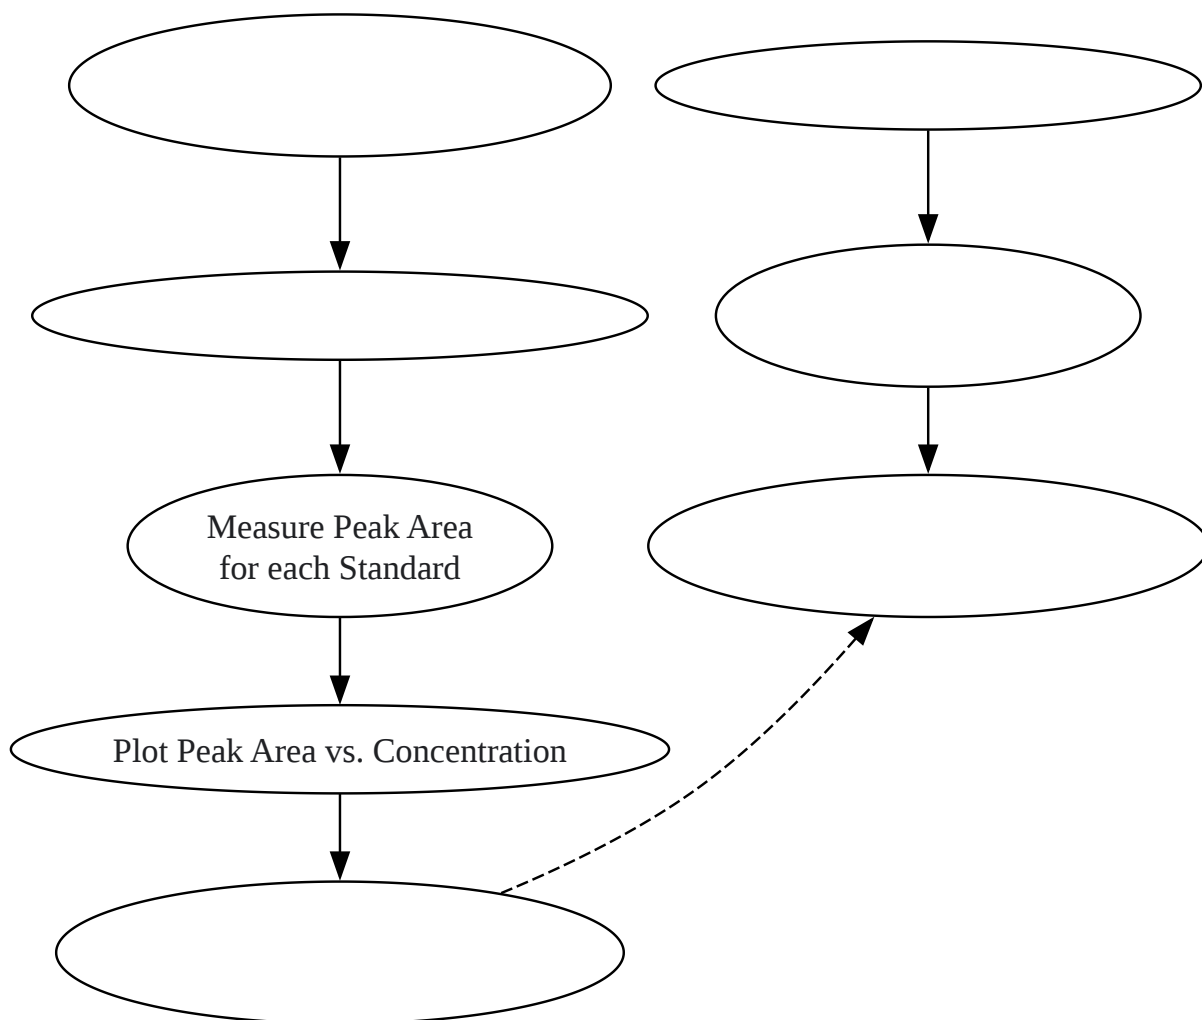 Measure Peak Area
for each Standard
Plot Peak Area vs. Concentration